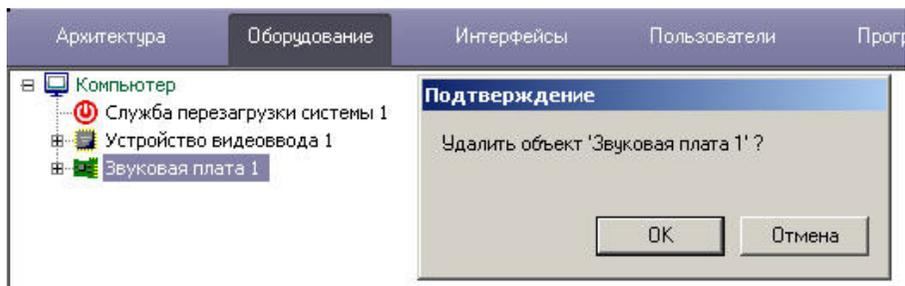 Архитектура Оборудование Интерфейсы Пользователи Прогр
Компьютер
Служба перезагрузки системы 1
Устройство видеоввода 1
Звуковая плата 1
Подтверждение
Удалить объект 'Звуковая плата 1' ?
OK Отмена